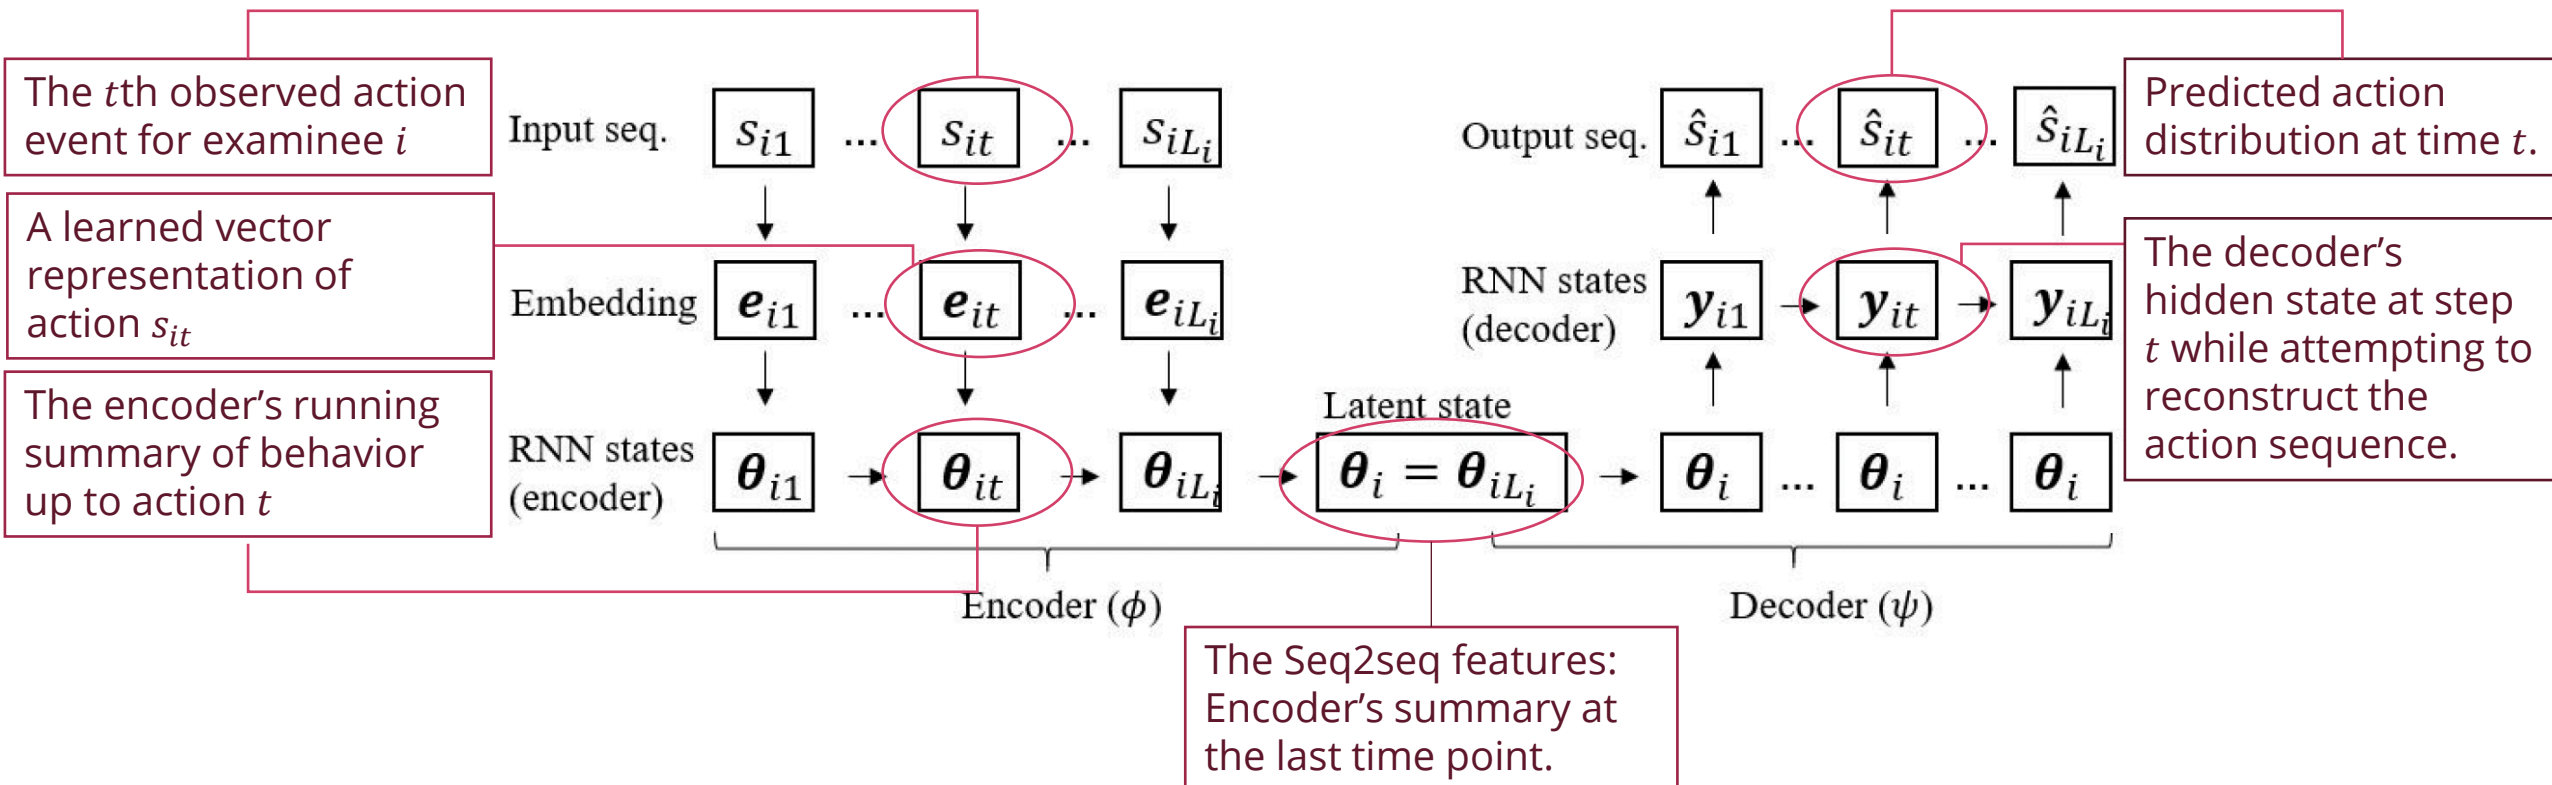 The tth observed action
event for examinee i
A learned vector
representation of
action s_{it}
The encoder's running
summary of behavior
up to action t
Input seq.
s_{i1} ... s_{it} ... s_{iL_i}
Embedding
e_{i1} ... e_{it} ... e_{iL_i}
RNN states
(encoder)
θ_{i1} → θ_{it} → θ_{iL_i} →
Latent state
θ_i = θ_{iL_i} →
Encoder (ϕ)
The Seq2seq features:
Encoder's summary at
the last time point.
Output seq.
ŝ_{i1} ... ŝ_{it} ... ŝ_{iL_i}
RNN states
(decoder)
y_{i1} → y_{it} → y_{iL_i}
θ_i ... θ_i ... θ_i
Decoder (ψ)
Predicted action
distribution at time t.
The decoder's
hidden state at step
t while attempting to
reconstruct the
action sequence.